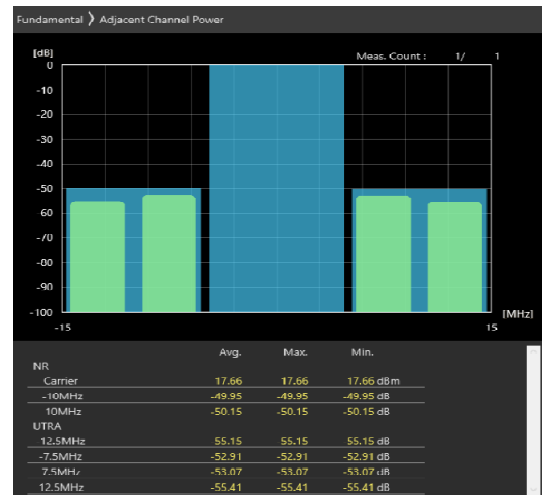 Fundamental ❯ Adjacent Channel Power
[dB]
Meas. Count : 1/ 1
0
-10
-20
-30
-40
-50
60
-70
-80
-90
-100
[MHz]
-15 15
Avg. Max. Min.
NR
Carrier 17.66 17.66 17.66 dBm
-10MHz -49.95 -49.95 -49.95 dB
10MHz -50.15 -50.15 -50.15 dB
UTRA
12.5MHz 55.15 55.15 55.15 dB
-7.5MHz -52.91 -52.91 -52.91 dB
7.5MHz -53.07 -53.07 -53.07 dB
12.5MHz -55.41 -55.41 -55.41 dB